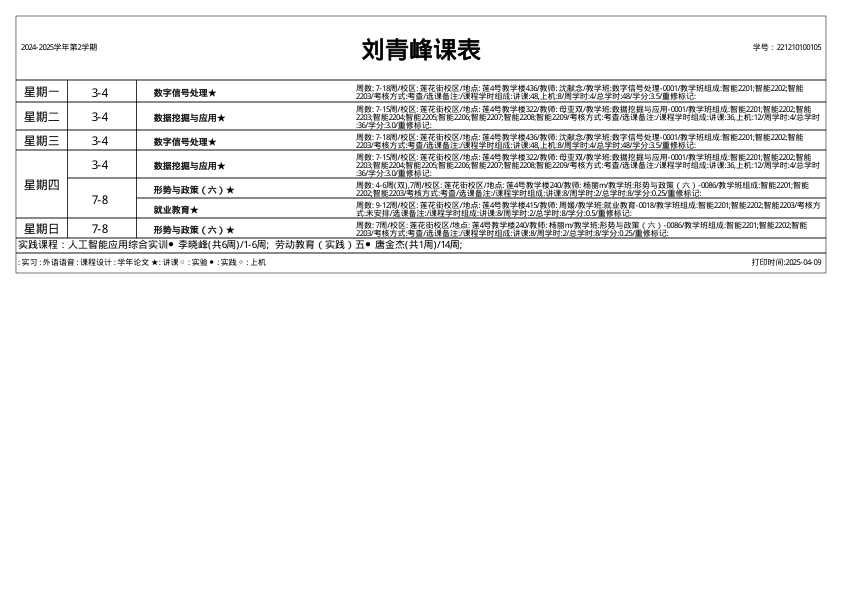 2024-2025学年第2学期
刘青峰课表
学号：221210100105
星期一
3-4
数字信号处理★
周数: 7-18周/校区: 莲花街校区/地点: 莲4号教学楼436/教师: 沈献念/教学班:数字信号处理-0001/教学班组成:智能2201;智能2202;智能
2203/考核方式:考查/选课备注:/课程学时组成:讲课:48,上机:8/周学时:4/总学时:48/学分:3.5/重修标记:
星期二
3-4
数据挖掘与应用★
周数: 7-15周/校区: 莲花街校区/地点: 莲4号教学楼322/教师: 母亚双/教学班:数据挖掘与应用-0001/教学班组成:智能2201;智能2202;智能
2203;智能2204;智能2205;智能2206;智能2207;智能2208;智能2209/考核方式:考查/选课备注:/课程学时组成:讲课:36,上机:12/周学时:4/总学时
:36/学分:3.0/重修标记:
星期三
3-4
数字信号处理★
周数: 7-18周/校区: 莲花街校区/地点: 莲4号教学楼436/教师: 沈献念/教学班:数字信号处理-0001/教学班组成:智能2201;智能2202;智能
2203/考核方式:考查/选课备注:/课程学时组成:讲课:48,上机:8/周学时:4/总学时:48/学分:3.5/重修标记:
星期四
3-4
数据挖掘与应用★
周数: 7-15周/校区: 莲花街校区/地点: 莲4号教学楼322/教师: 母亚双/教学班:数据挖掘与应用-0001/教学班组成:智能2201;智能2202;智能
2203;智能2204;智能2205;智能2206;智能2207;智能2208;智能2209/考核方式:考查/选课备注:/课程学时组成:讲课:36,上机:12/周学时:4/总学时
:36/学分:3.0/重修标记:
7-8
形势与政策（六）★
周数: 4-6周(双),7周/校区: 莲花街校区/地点: 莲4号教学楼240/教师: 杨丽m/教学班:形势与政策（六）-0086/教学班组成:智能2201;智能
2202;智能2203/考核方式:考查/选课备注:/课程学时组成:讲课:8/周学时:2/总学时:8/学分:0.25/重修标记:
就业教育★
周数: 9-12周/校区: 莲花街校区/地点: 莲4号教学楼415/教师: 周媛/教学班:就业教育-0018/教学班组成:智能2201;智能2202;智能2203/考核方
式:未安排/选课备注:/课程学时组成:讲课:8/周学时:2/总学时:8/学分:0.5/重修标记:
星期日
7-8
形势与政策（六）★
周数: 7周/校区: 莲花街校区/地点: 莲4号教学楼240/教师: 杨丽m/教学班:形势与政策（六）-0086/教学班组成:智能2201;智能2202;智能
2203/考核方式:考查/选课备注:/课程学时组成:讲课:8/周学时:2/总学时:8/学分:0.25/重修标记:
实践课程：人工智能应用综合实训● 李晓峰(共6周)/1-6周; 劳动教育（实践）五● 唐金杰(共1周)/14周;
: 实习 : 外语语音 : 课程设计 : 学年论文 ★: 讲课 ○ : 实验 ● : 实践 ○ : 上机
打印时间:2025-04-09